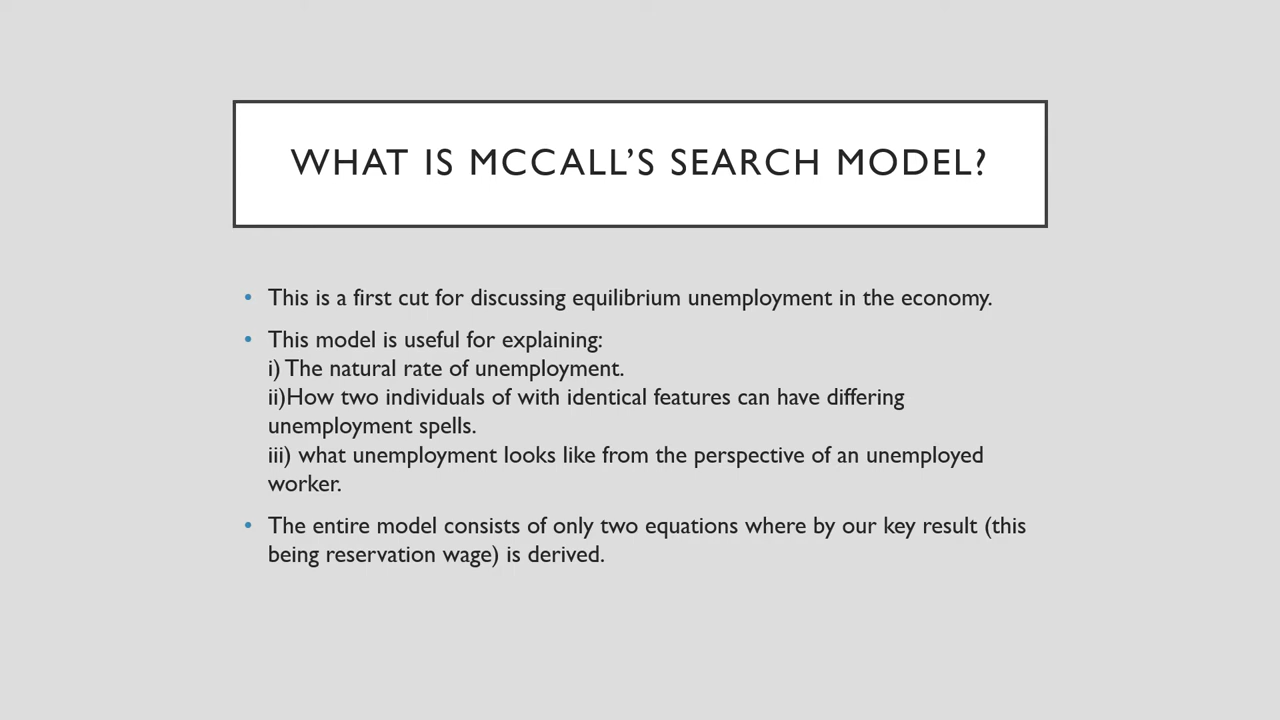 WHAT IS MCCALL’S SEARCH MODEL?
• This is a first cut for discussing equilibrium unemployment in the economy.
• This model is useful for explaining:
i) The natural rate of unemployment.
ii)How two individuals of with identical features can have differing
unemployment spells.
iii) what unemployment looks like from the perspective of an unemployed
worker.
• The entire model consists of only two equations where by our key result (this
being reservation wage) is derived.